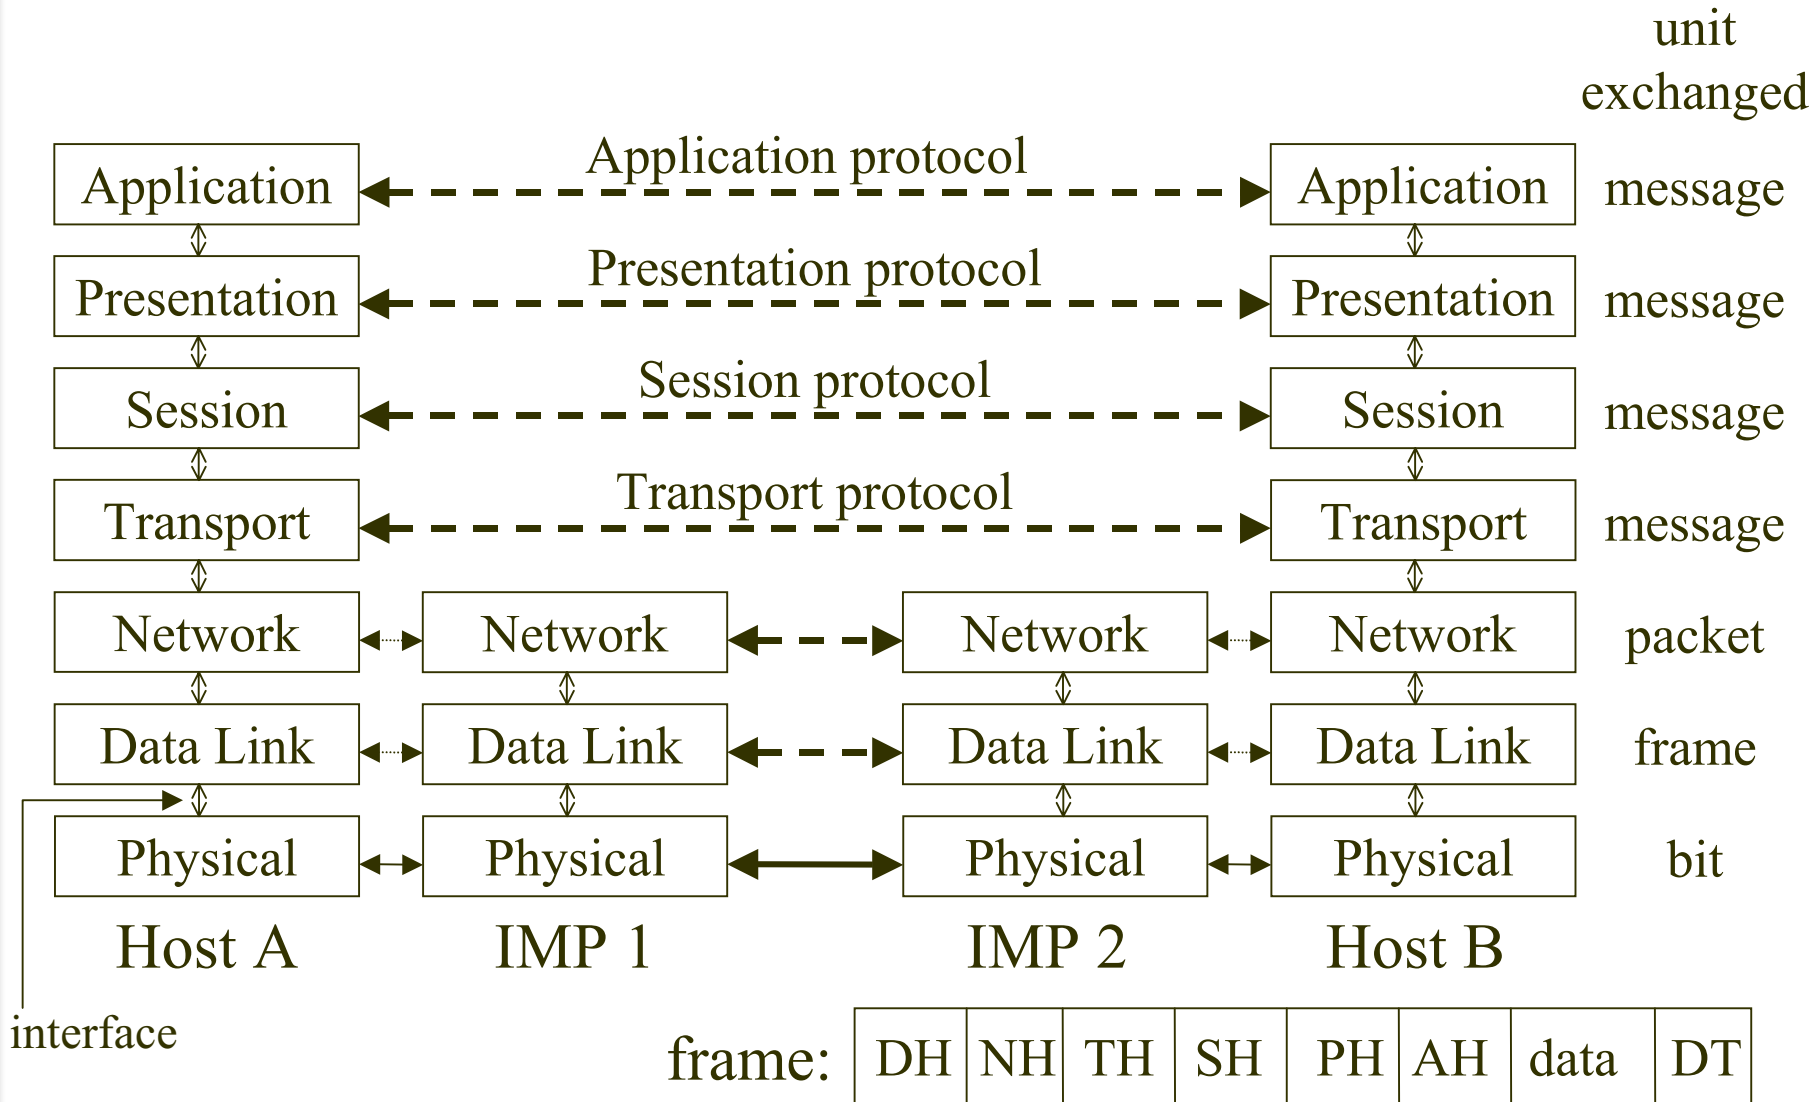 unit
exchanged
Application Application protocol Application message
Presentation Presentation protocol Presentation message
Session Session protocol Session message
Transport Transport protocol Transport message
Network Network Network Network packet
Data Link Data Link Data Link Data Link frame
Physical Physical Physical Physical bit
Host A IMP 1 IMP 2 Host B
interface
frame: DH NH TH SH PH AH data DT